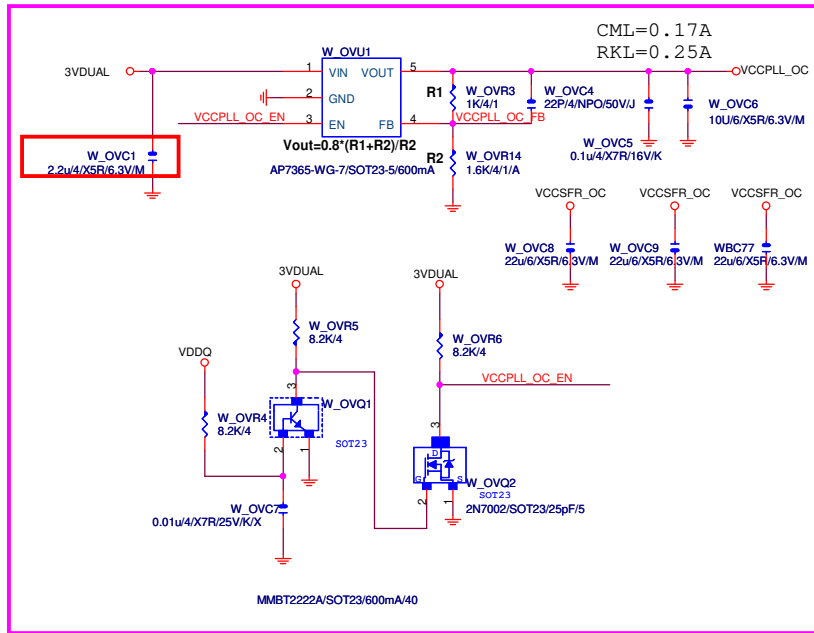 CML=0.17A
RKL=0.25A
W_OVU1
3VDUAL
1
VIN
VOUT
5
VCCPLL_OC
2
GND
R1
W_OVR3
1K/4/1
W_OVC4
22P/4/NPO/50V/J
W_OVC6
10U/6/X5R/6.3V/M
VCCPLL_OC_EN
3
EN
FB
4
VCCPLL_OC_FB
W_OVC5
0.1u/4/X7R/16V/K
Vout=0.8*(R1+R2)/R2
R2
W_OVR14
1.6K/4/1/A
AP7365-WG-7/SOT23-5/600mA
W_OVC1
2.2u/4/X5R/6.3V/M
VCCSFR_OC
VCCSFR_OC
VCCSFR_OC
W_OVC8
22u/6/X5R/6.3V/M
W_OVC9
22u/6/X5R/6.3V/M
WBC77
22u/6/X5R/6.3V/M
3VDUAL
3VDUAL
W_OVR5
8.2K/4
W_OVR6
8.2K/4
VDDQ
VCCPLL_OC_EN
3
W_OVQ1
W_OVR4
8.2K/4
SOT23
2
1
3
D
G
S
W_OVQ2
SOT23
2N7002/SOT23/25pF/5
2
1
W_OVC7
0.01u/4/X7R/25V/K/X
MMBT2222A/SOT23/600mA/40